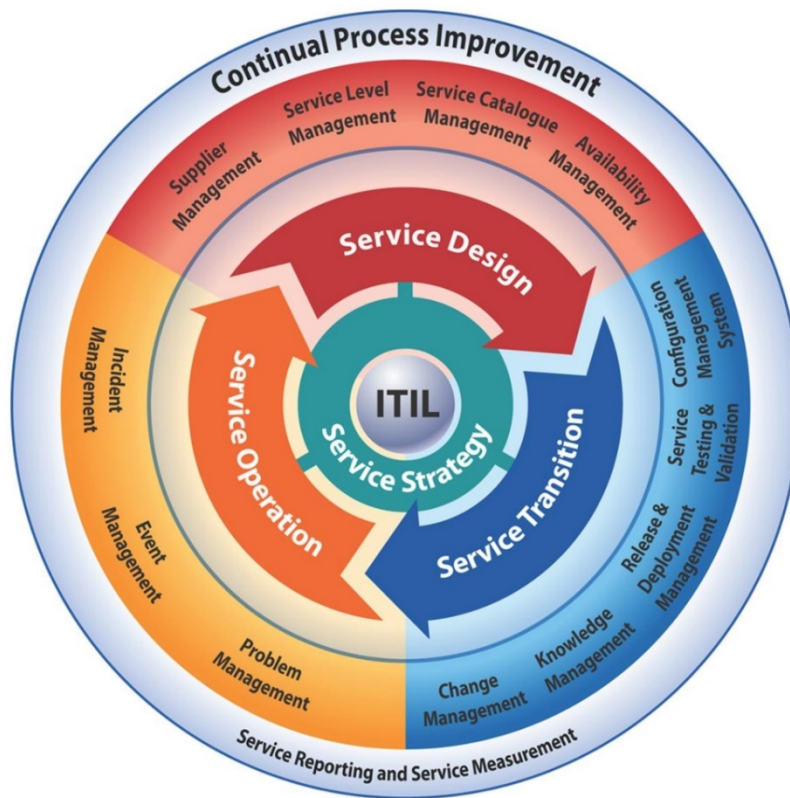 Continual Process Improvement
Supplier
Management
Service Level
Management
Service Catalogue
Management
Availability
Management
Service Design
Configuration
Management
System
Service
Testing &
Validation
Release &
Deployment
Management
Knowledge
Management
Change
Management
Service Transition
Incident
Management
Event
Management
Problem
Management
Service Operation
ITIL
Service Strategy
Service Reporting and Service Measurement